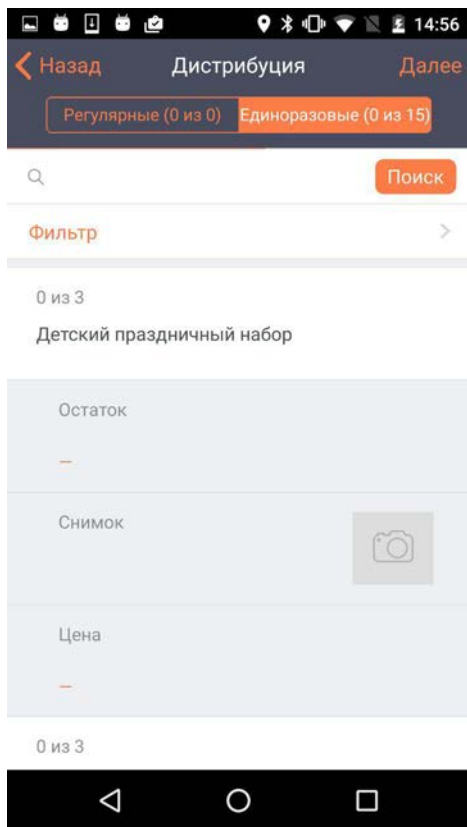 14:56
Назад Дистрибуция Далее
Регулярные (0 из 0) Единоразовые (0 из 15)
Поиск
Фильтр
0 из 3
Детский праздничный набор
Остаток
–
Снимок
Цена
–
0 из 3